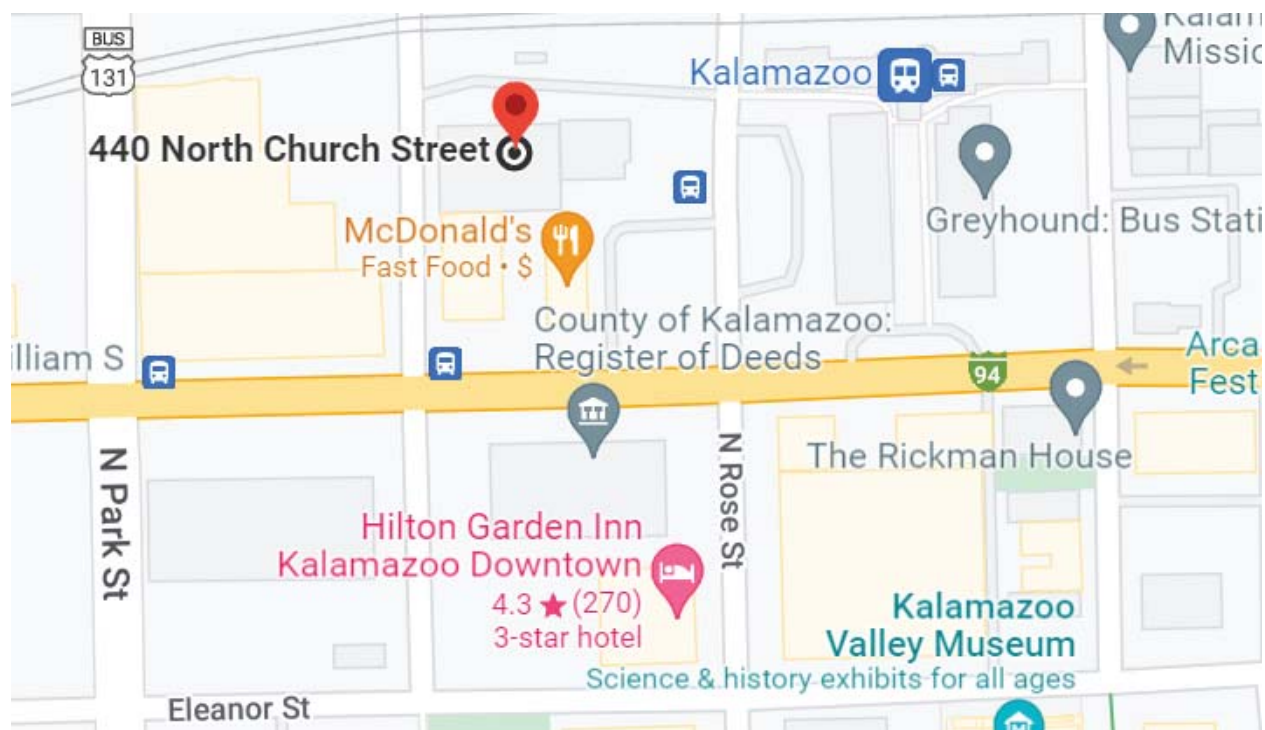 BUS
131
440 North Church Street
Kalamazoo
Kalam
Missio
Greyhound: Bus Stati
McDonald's
Fast Food • $
County of Kalamazoo:
Register of Deeds
illiam S
94
Arca
Fest
The Rickman House
N Park St
N Rose St
Hilton Garden Inn
Kalamazoo Downtown
4.3 ★ (270)
3-star hotel
Kalamazoo
Valley Museum
Science & history exhibits for all ages
Eleanor St